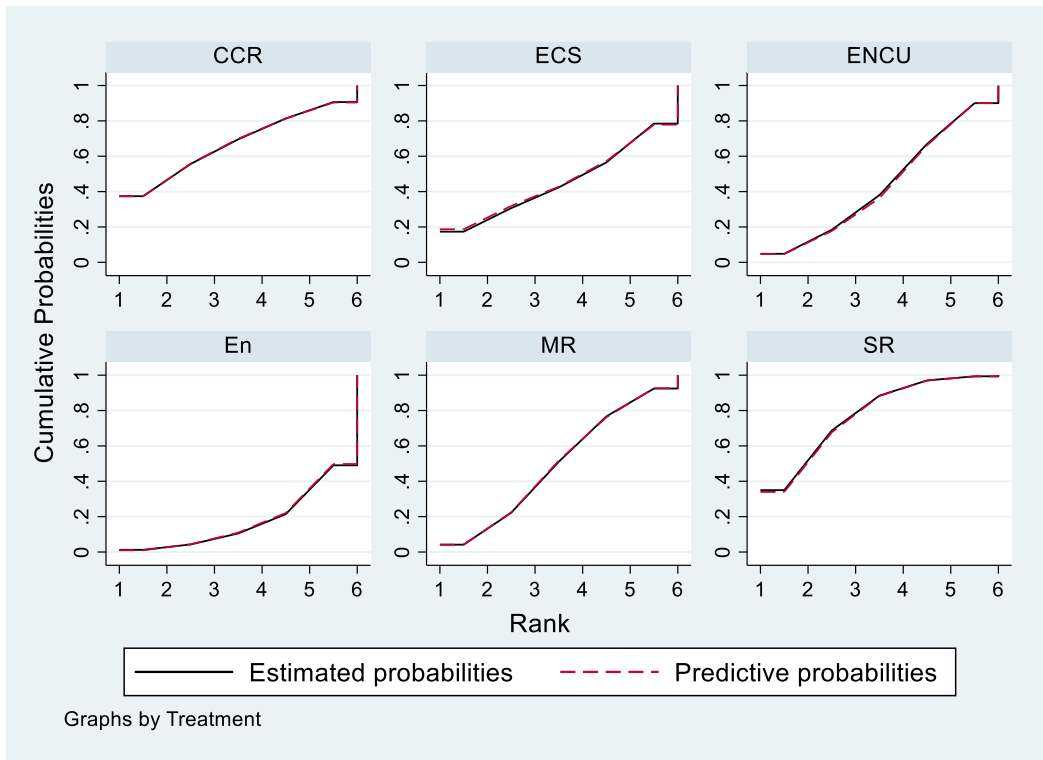 CCR
ECS
ENCU
Cumulative Probabilities
0 .2 .4 .6 .8 1
0 .2 .4 .6 .8 1
0 .2 .4 .6 .8 1
1 2 3 4 5 6
1 2 3 4 5 6
1 2 3 4 5 6
En
MR
SR
0 .2 .4 .6 .8 1
0 .2 .4 .6 .8 1
0 .2 .4 .6 .8 1
1 2 3 4 5 6
1 2 3 4 5 6
1 2 3 4 5 6
Rank
Estimated probabilities
Predictive probabilities
Graphs by Treatment